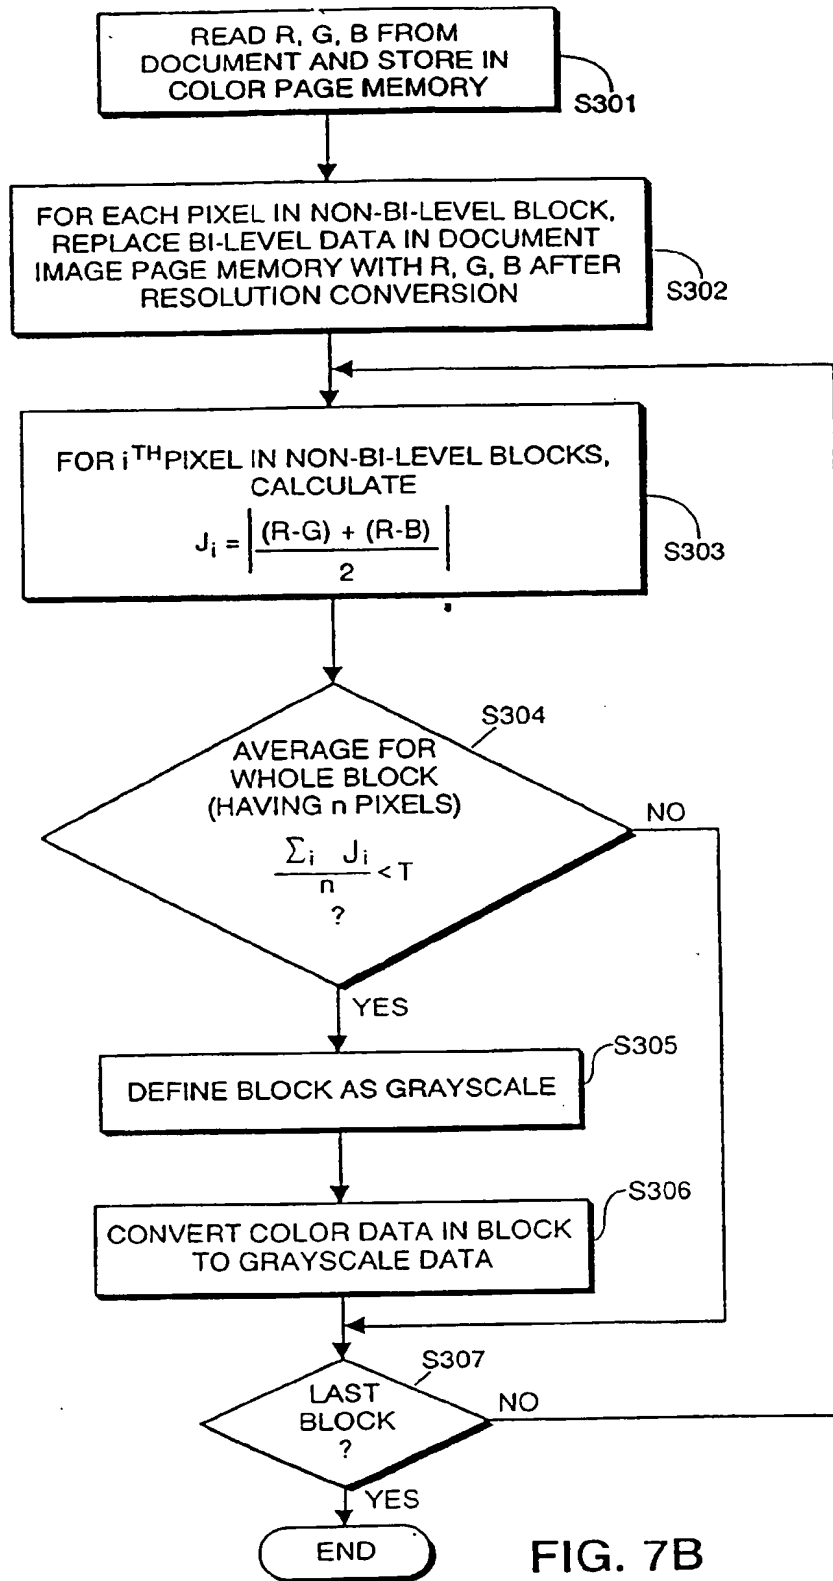 READ R, G, B FROM
DOCUMENT AND STORE IN
COLOR PAGE MEMORY
S301
FOR EACH PIXEL IN NON-BI-LEVEL BLOCK,
REPLACE BI-LEVEL DATA IN DOCUMENT
IMAGE PAGE MEMORY WITH R, G, B AFTER
RESOLUTION CONVERSION
S302
FOR iTH PIXEL IN NON-BI-LEVEL BLOCKS,
CALCULATE
Ji = | (R-G) + (R-B) / 2 |
S303
S304
AVERAGE FOR
WHOLE BLOCK
(HAVING n PIXELS)
Σi Ji / n < T
?
NO
YES
S305
DEFINE BLOCK AS GRAYSCALE
S306
CONVERT COLOR DATA IN BLOCK
TO GRAYSCALE DATA
S307
LAST
BLOCK
?
NO
YES
END
FIG. 7B